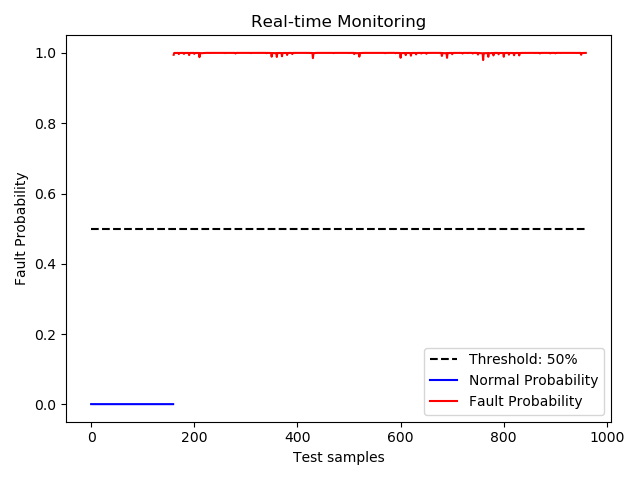 Real-time Monitoring
Fault Probability
1.0
0.8
0.6
0.4
0.2
0.0
0
200
400
600
800
1000
Test samples
Threshold: 50%
Normal Probability
Fault Probability